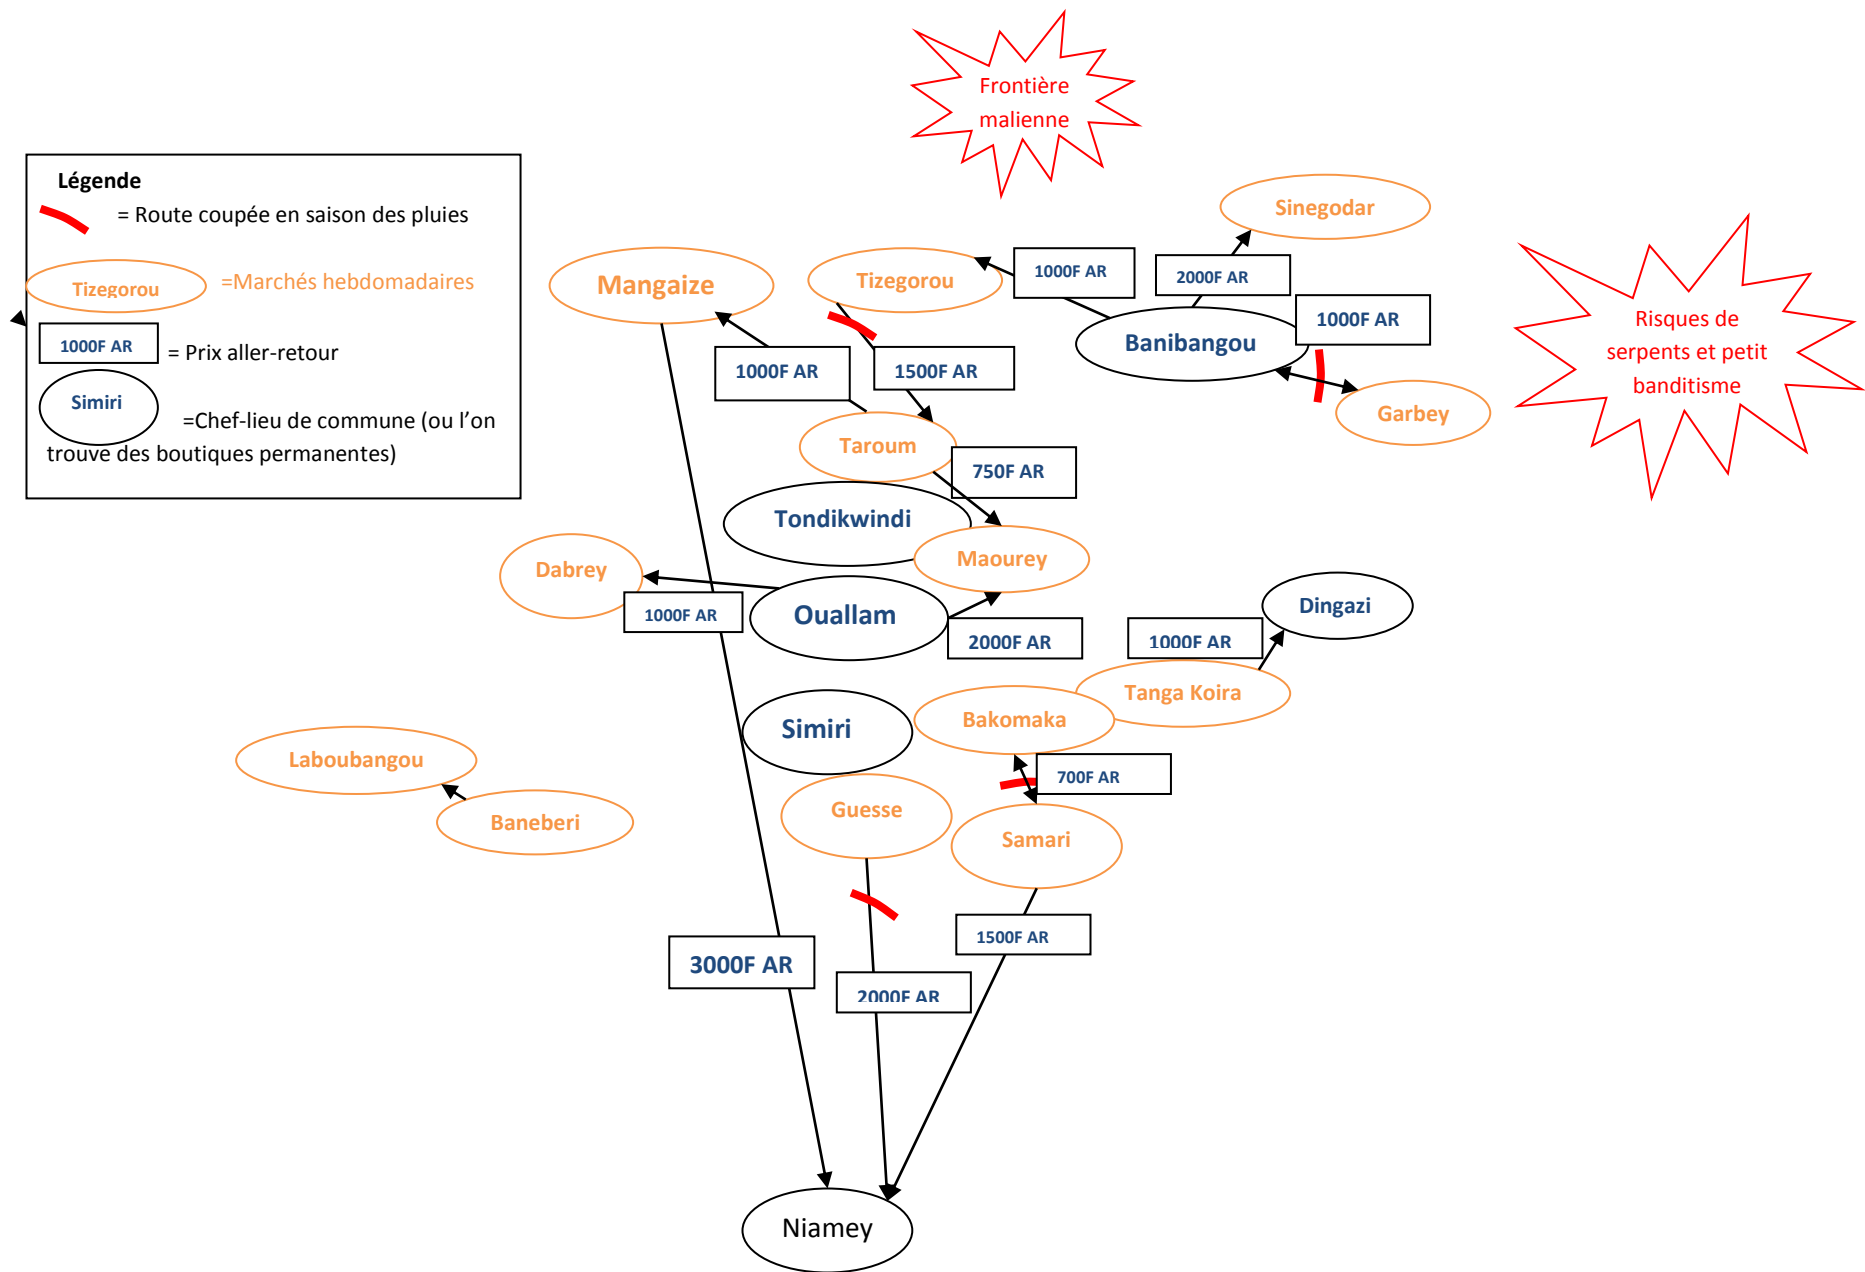 Frontière
malienne
Légende
= Route coupée en saison des pluies
Tizegorou
=Marchés hebdomadaires
1000F AR
= Prix aller-retour
Simiri
=Chef-lieu de commune (ou l'on
trouve des boutiques permanentes)
Sinegodar
Mangaize
Tizegorou
1000F AR
2000F AR
1000F AR
Banibangou
Risques de
serpents et petit
banditisme
1000F AR
1500F AR
Garbey
Taroum
750F AR
Tondikwindi
Maourey
Dabrey
1000F AR
Ouallam
2000F AR
1000F AR
Dingazi
Tanga Koira
Bakomaka
Simiri
Laboubangou
700F AR
Baneberi
Guesse
Samari
1500F AR
3000F AR
2000F AR
Niamey